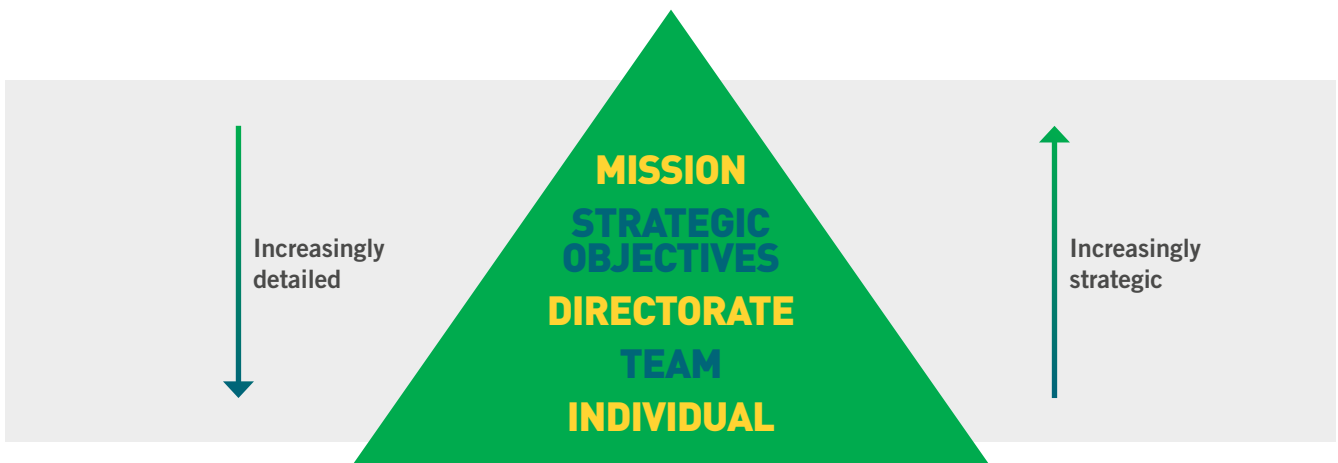 MISSION
STRATEGIC
OBJECTIVES
DIRECTORATE
TEAM
INDIVIDUAL
Increasingly
detailed
Increasingly
strategic